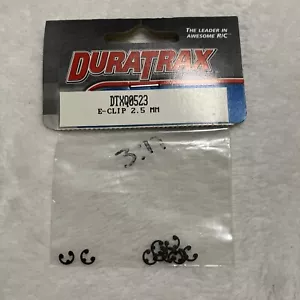 THE LEADER IN
AWESOME R/C
DURATRAX
DTXQ0523
E-CLIP 2.5 MM